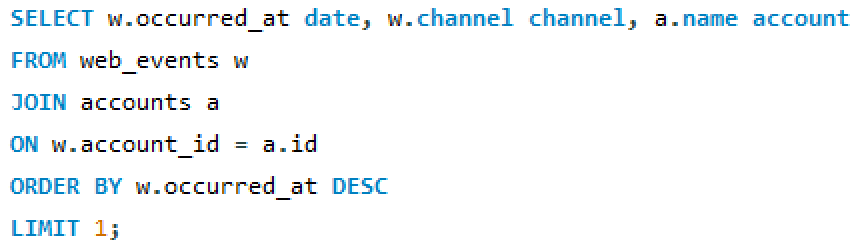 SELECT w.occurred_at date, w.channel channel, a.name account
FROM web_events w
JOIN accounts a
ON w.account_id = a.id
ORDER BY w.occurred_at DESC
LIMIT 1;